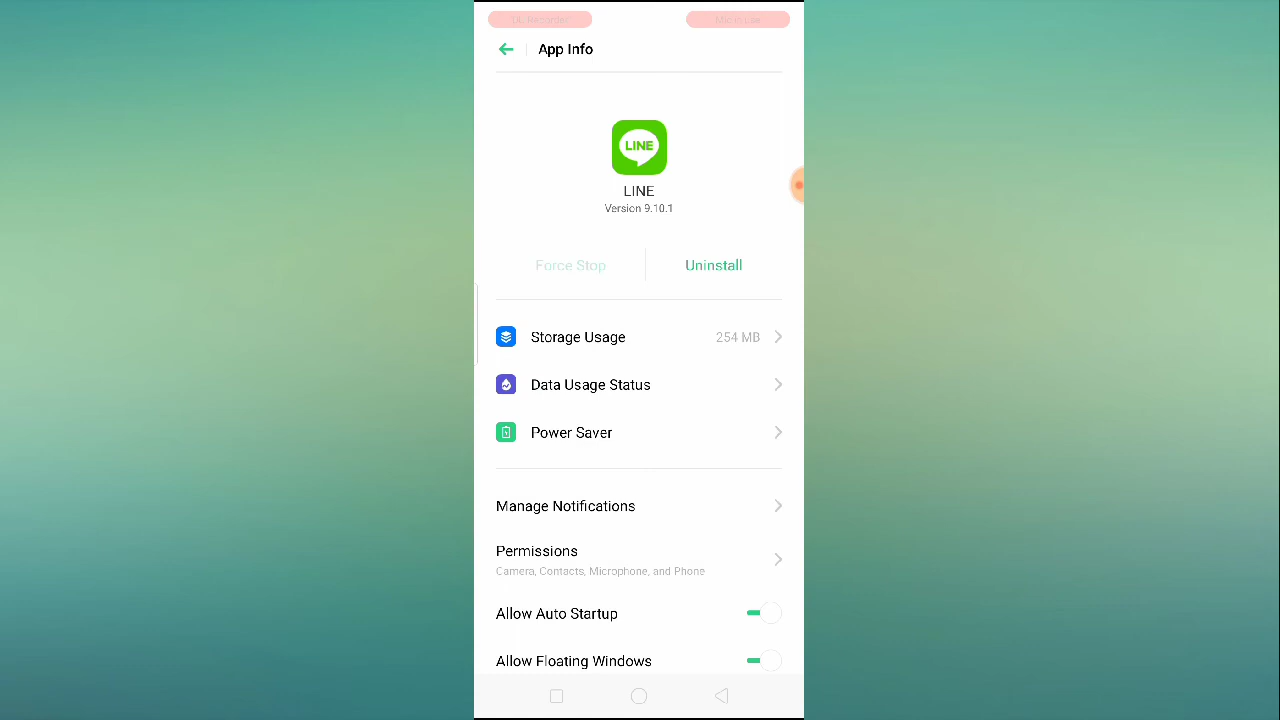 App Info
LINE
LINE
Version 9.10.1
Force Stop
Uninstall
Storage Usage
254 MB
Data Usage Status
Power Saver
Manage Notifications
Permissions
Camera, Contacts, Microphone, and Phone
Allow Auto Startup
Allow Floating Windows